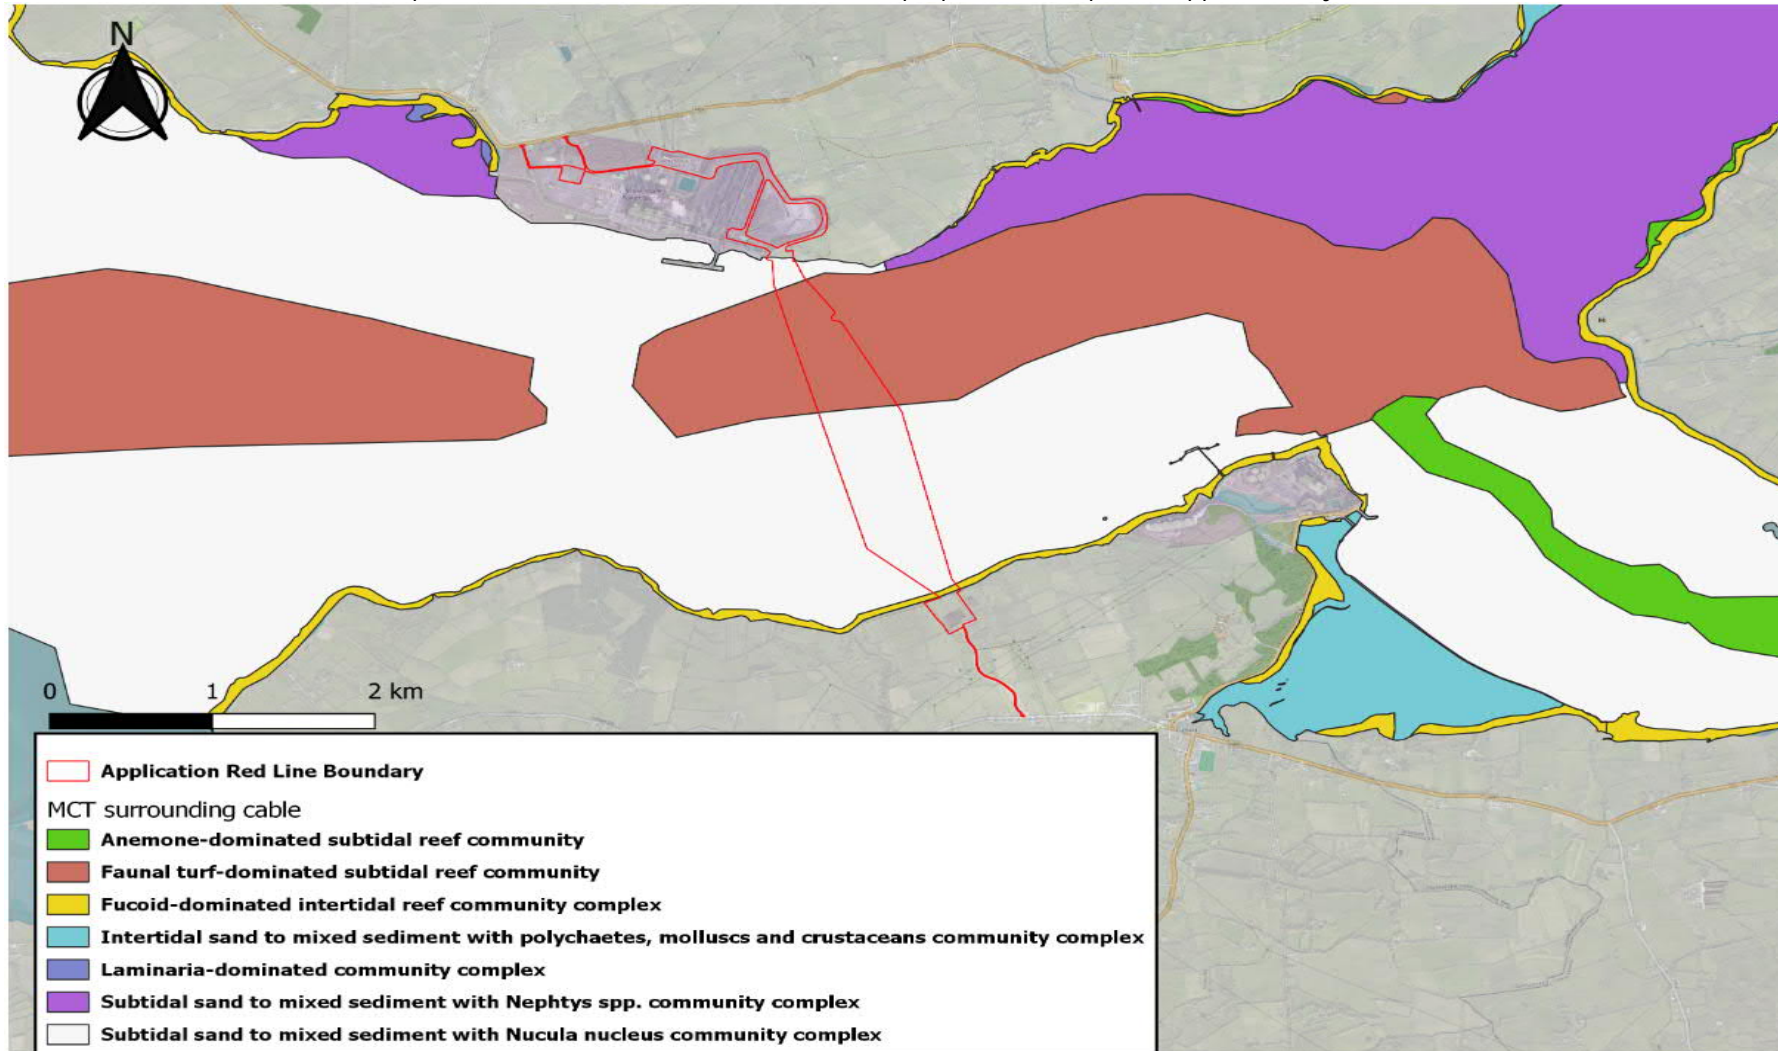 N
0 1 2 km
Application Red Line Boundary
MCT surrounding cable
Anemone-dominated subtidal reef community
Faunal turf-dominated subtidal reef community
Fucoid-dominated intertidal reef community complex
Intertidal sand to mixed sediment with polychaetes, molluscs and crustaceans community complex
Laminaria-dominated community complex
Subtidal sand to mixed sediment with Nephtys spp. community complex
Subtidal sand to mixed sediment with Nucula nucleus community complex